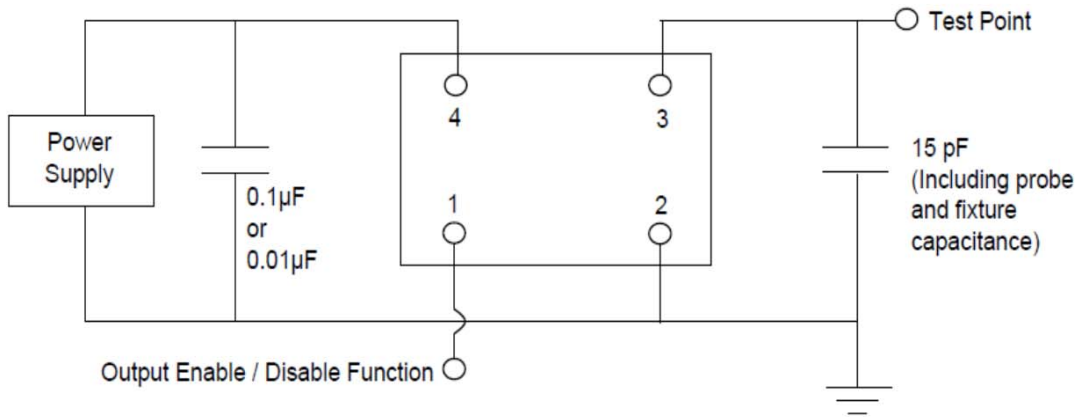 Test Point
4
3
Power
Supply
15 pF
(Including probe
and fixture
capacitance)
0.1µF
or
0.01µF
1
2
Output Enable / Disable Function